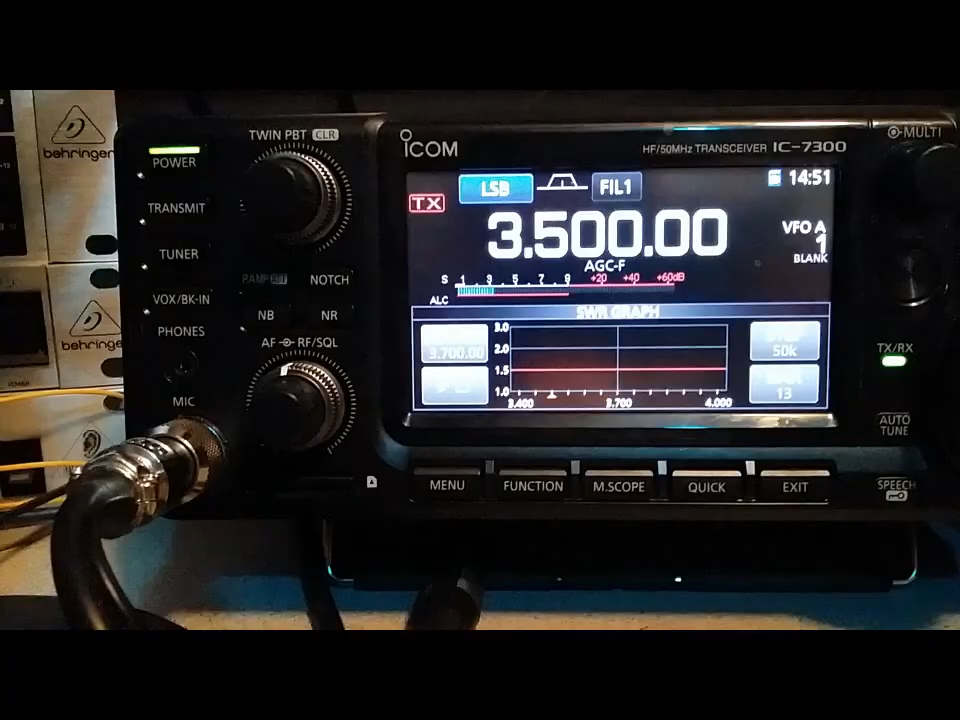 behringer
behringer
POWER
TRANSMIT
TUNER
VOX/BK-IN
PHONES
MIC
TWIN PBT CLR
P.AMP ATT
NOTCH
NB
NR
AF RF/SQL
ICOM
HF/50MHz TRANSCEIVER IC-7300
LSB
FIL1
14:51
TX
3.500.00
VFO A
1
BLANK
AGC-F
S 1 3 5 7 9 +20 +40 +60dB
ALC
SWR GRAPH
3.700.00
3.0
2.0
1.5
1.0
3.400 3.700 4.000
50k
13
MENU
FUNCTION
M.SCOPE
QUICK
EXIT
MULTI
TX/RX
AUTO
TUNE
SPEECH